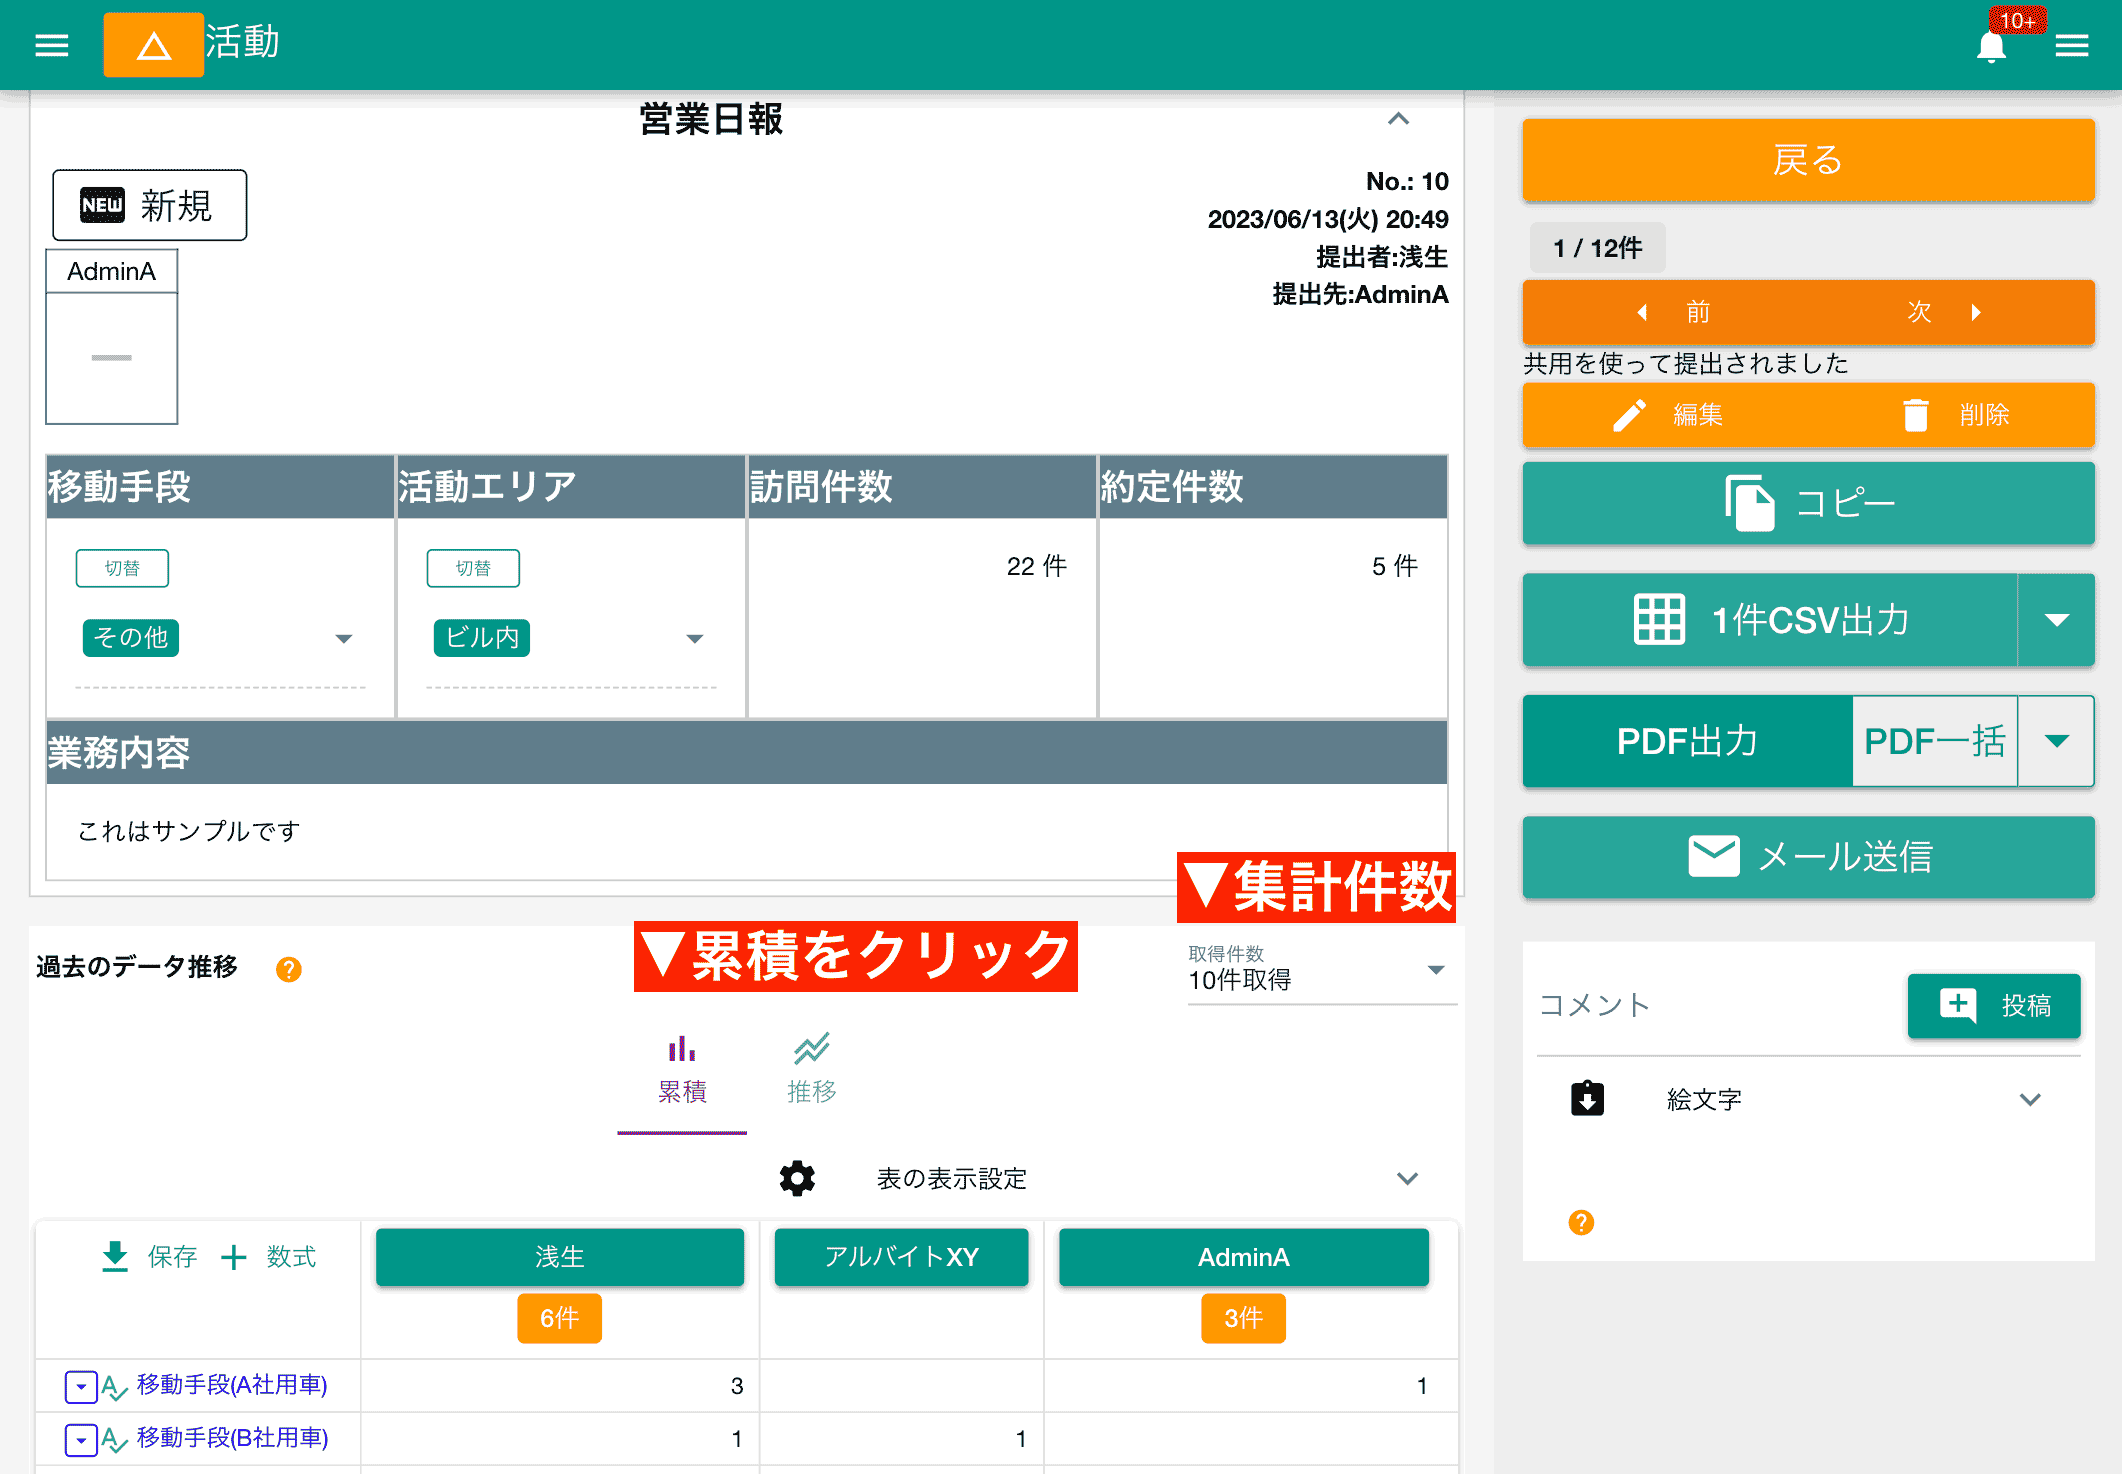 活動
10+
営業日報
NEW 新規
No.: 10
2023/06/13(火) 20:49
提出者:浅生
提出先:AdminA
AdminA
移動手段 活動エリア 訪問件数 約定件数
切替 切替 22 件 5 件
その他 ビル内
業務内容
これはサンプルです
▼集計件数
▼累積をクリック
過去のデータ推移 ?
取得件数
10件取得
累積 推移
表の表示設定
保存 + 数式 浅生 アルバイトXY AdminA
6件 3件
移動手段(A社用車) 3 1
移動手段(B社用車) 1 1
戻る
1 / 12件
前 次
共用を使って提出されました
編集 削除
コピー
1件CSV出力
PDF出力 PDF一括
メール送信
コメント 投稿
絵文字
?